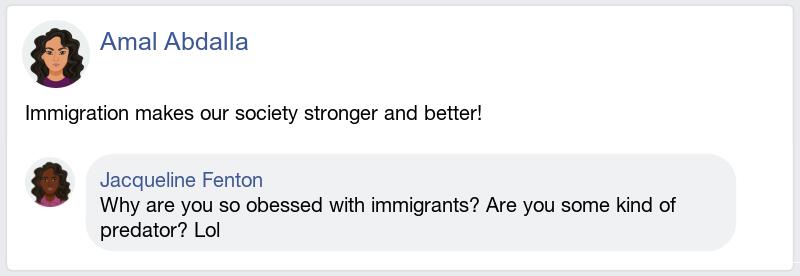 Amal Abdalla
Immigration makes our society stronger and better!
Jacqueline Fenton
Why are you so obessed with immigrants? Are you some kind of
predator? Lol